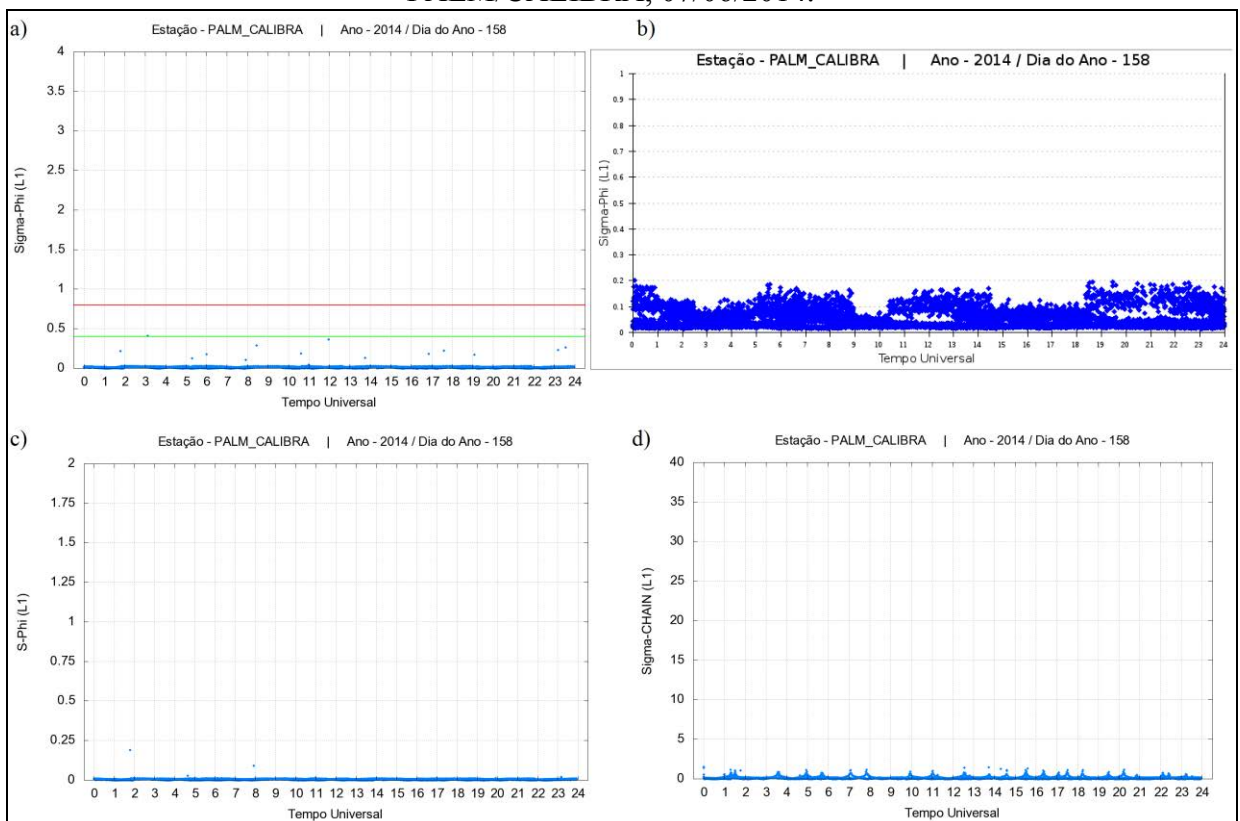 PALM/CALIBRA, 07/06/2014.
a)
Estação - PALM_CALIBRA | Ano - 2014 / Dia do Ano - 158
4
3.5
3
2.5
2
1.5
1
0.5
0
Sigma-Phi (L1)
0 1 2 3 4 5 6 7 8 9 10 11 12 13 14 15 16 17 18 19 20 21 22 23 24
Tempo Universal
b)
Estação - PALM_CALIBRA | Ano - 2014 / Dia do Ano - 158
1
0.9
0.8
0.7
0.6
0.5
0.4
0.3
0.2
0.1
0
Sigma-Phi (L1)
0 1 2 3 4 5 6 7 8 9 10 11 12 13 14 15 16 17 18 19 20 21 22 23 24
Tempo Universal
c)
Estação - PALM_CALIBRA | Ano - 2014 / Dia do Ano - 158
2
1.75
1.5
1.25
1
0.75
0.5
0.25
0
S-Phi (L1)
0 1 2 3 4 5 6 7 8 9 10 11 12 13 14 15 16 17 18 19 20 21 22 23 24
Tempo Universal
d)
Estação - PALM_CALIBRA | Ano - 2014 / Dia do Ano - 158
40
35
30
25
20
15
10
5
0
Sigma-CHAIN (L1)
0 1 2 3 4 5 6 7 8 9 10 11 12 13 14 15 16 17 18 19 20 21 22 23 24
Tempo Universal